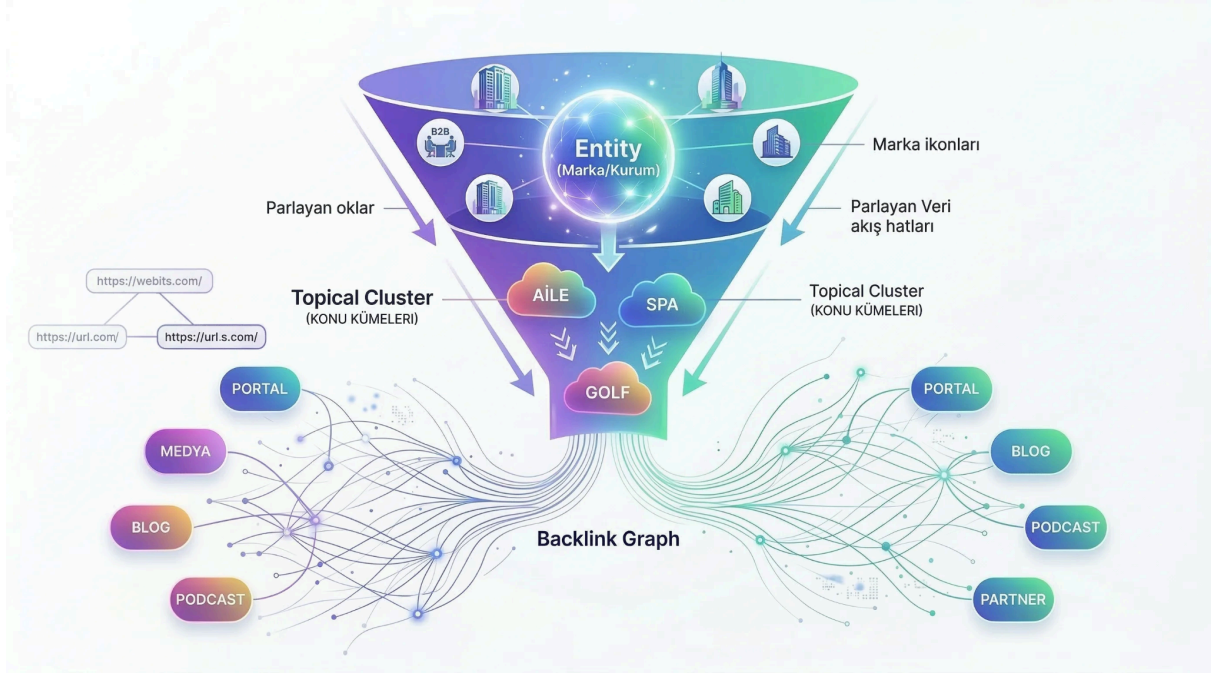 B2B
Entity
(Marka/Kurum)
Marka ikonları
Parlayan oklar
Parlayan Veri
akış hatları
https://webits.com/
https://url.com/
https://url.s.com/
Topical Cluster
(KONU KÜMELERI)
AİLE
SPA
Topical Cluster
(KONU KÜMELERI)
GOLF
PORTAL
MEDYA
BLOG
PODCAST
Backlink Graph
PORTAL
BLOG
PODCAST
PARTNER